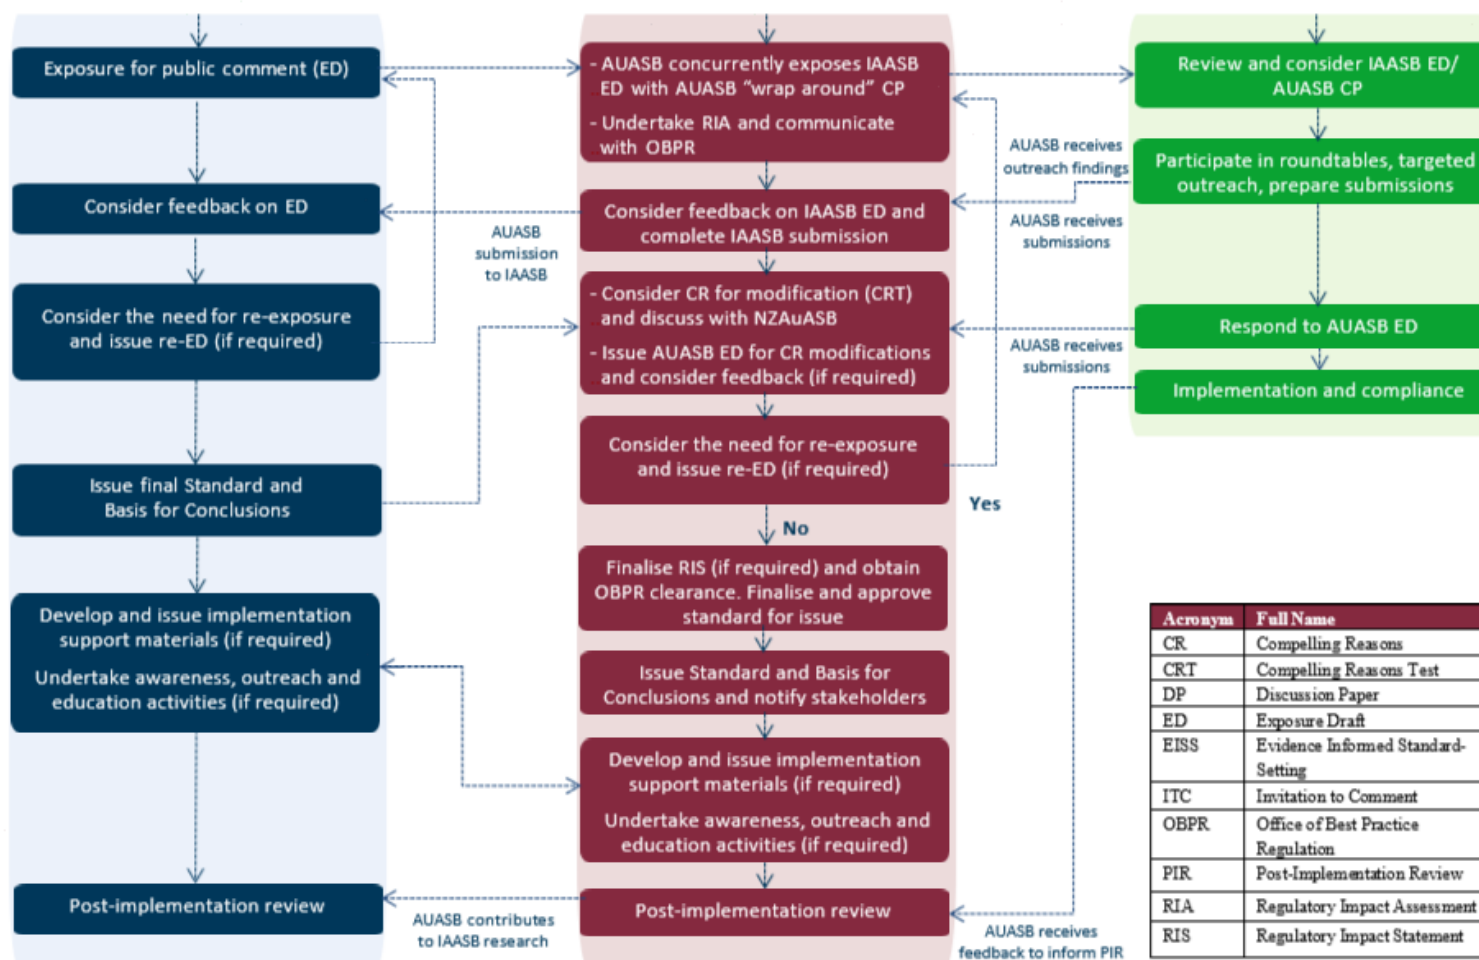 Exposure for public comment (ED)
Consider feedback on ED
Consider the need for re-exposure
and issue re-ED (if required)
Issue final Standard and
Basis for Conclusions
Develop and issue implementation
support materials (if required)
Undertake awareness, outreach and
education activities (if required)
Post-implementation review
AUASB
submission
to IAASB
AUASB contributes
to IAASB research
- AUASB concurrently exposes IAASB
ED with AUASB “wrap around” CP
- Undertake RIA and communicate
with OBPR
Consider feedback on IAASB ED and
complete IAASB submission
- Consider CR for modification (CRT)
and discuss with NZAuASB
- Issue AUASB ED for CR modifications
and consider feedback (if required)
Consider the need for re-exposure
and issue re-ED (if required)
Yes
No
Finalise RIS (if required) and obtain
OBPR clearance. Finalise and approve
standard for issue
Issue Standard and Basis for
Conclusions and notify stakeholders
Develop and issue implementation
support materials (if required)
Undertake awareness, outreach and
education activities (if required)
Post-implementation review
AUASB receives
outreach findings
AUASB receives
submissions
AUASB receives
submissions
AUASB receives
feedback to inform PIR
Review and consider IAASB ED/
AUASB CP
Participate in roundtables, targeted
outreach, prepare submissions
Respond to AUASB ED
Implementation and compliance
Acronym Full Name
CR Compelling Reasons
CRT Compelling Reasons Test
DP Discussion Paper
ED Exposure Draft
EISS Evidence Informed Standard-
Setting
ITC Invitation to Comment
OBPR Office of Best Practice
Regulation
PIR Post-Implementation Review
RIA Regulatory Impact Assessment
RIS Regulatory Impact Statement